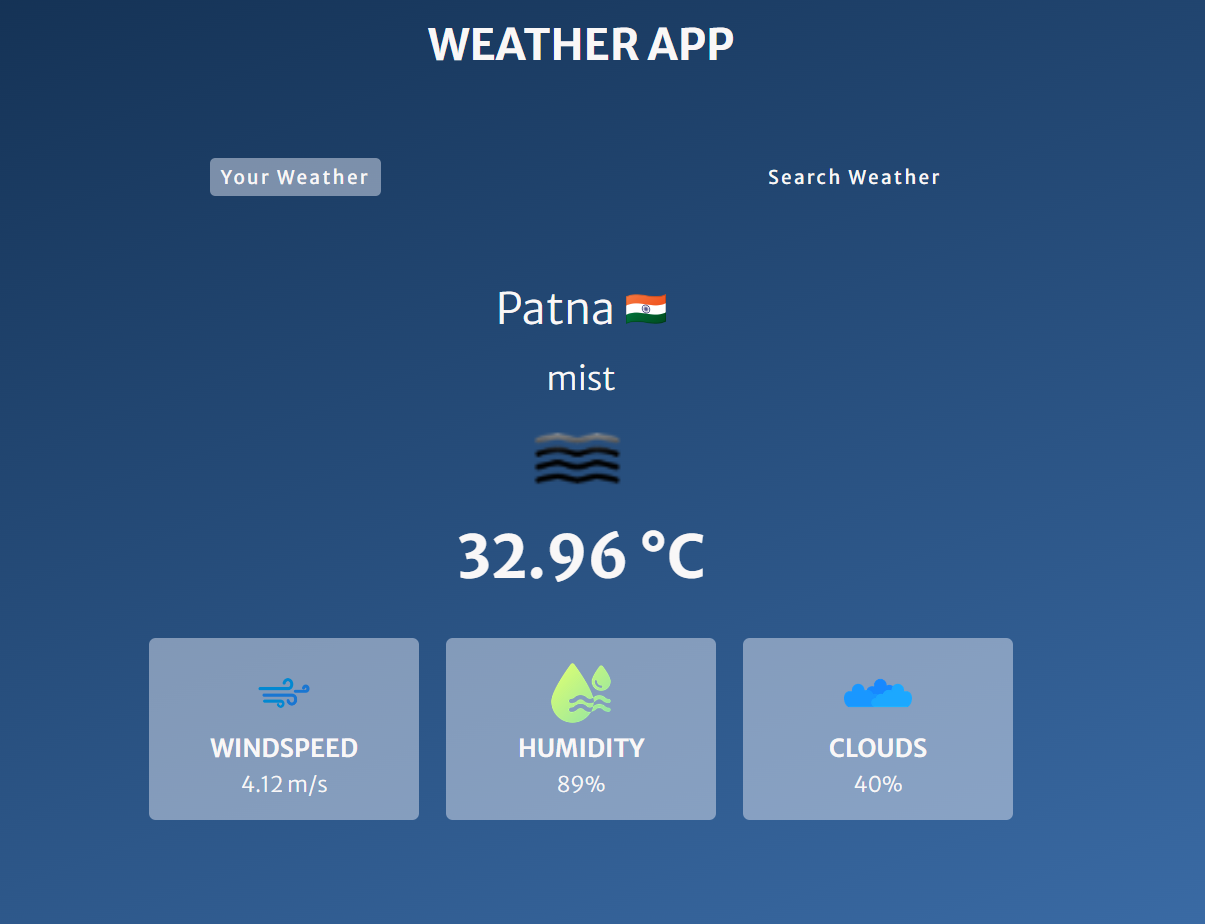 WEATHER APP
Your Weather
Search Weather
Patna
mist
32.96 °C
WINDSPEED
4.12 m/s
HUMIDITY
89%
CLOUDS
40%